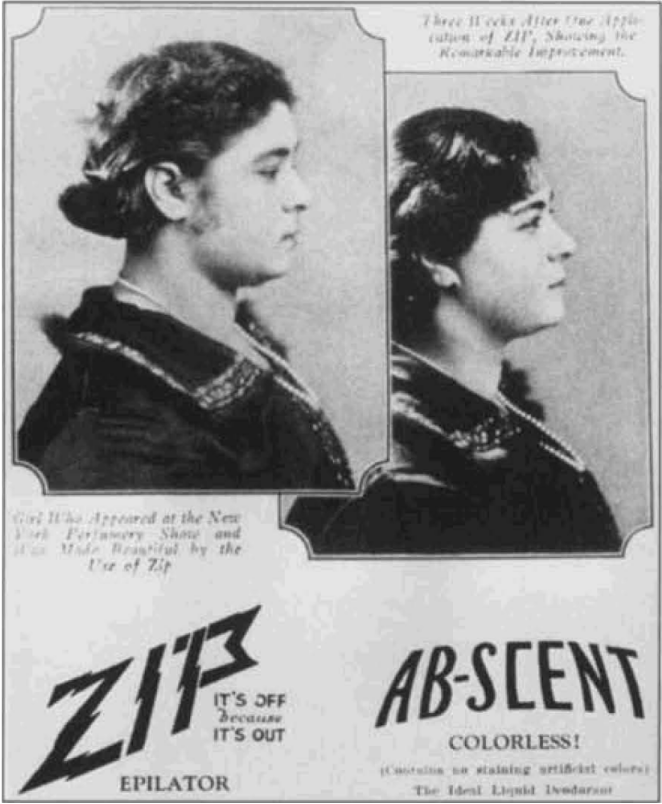 Three Weeks After One Appli-
cation of ZIP, Showing the
Remarkable Improvement.
Girl Who Appeared at the New
York Perfumery Show and
Was Made Beautiful by the
Use of Zip
ZIP
IT'S OFF
because
IT'S OUT
EPILATOR
AB-SCENT
COLORLESS!
(Contains no staining artificial colors)
The Ideal Liquid Deodorant